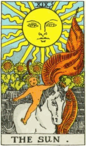 THE SUN.